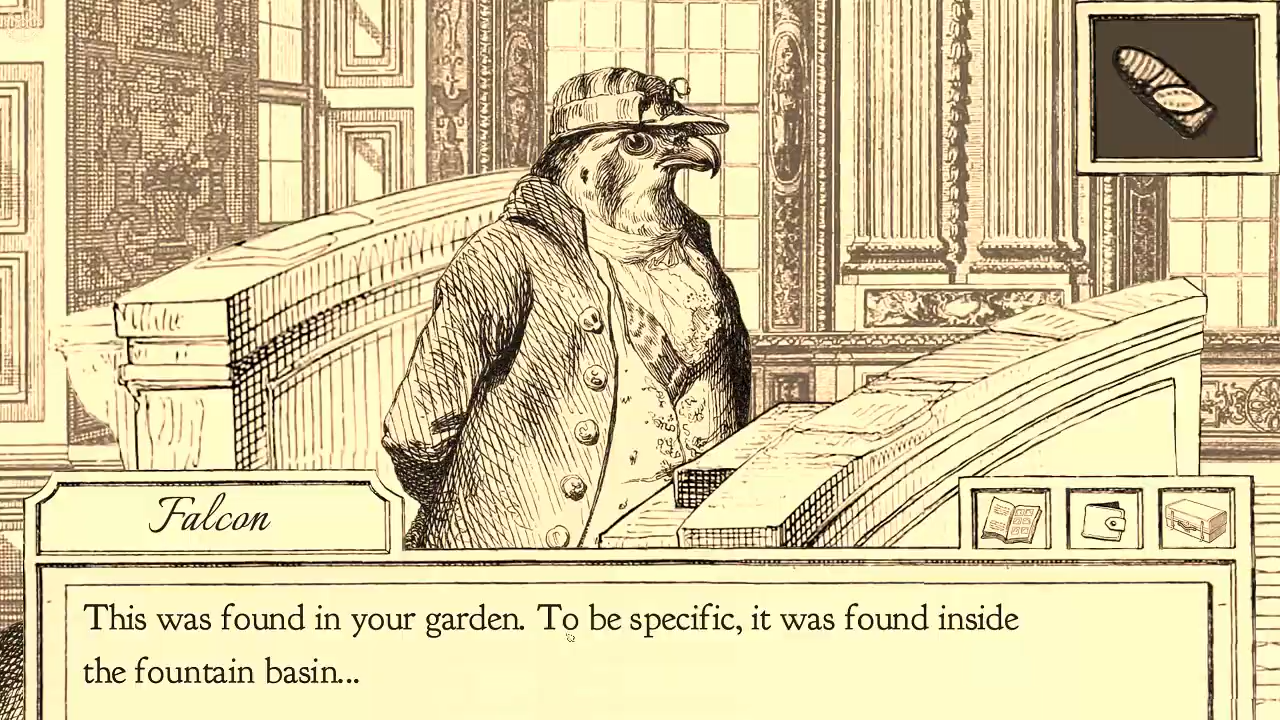 Falcon
This was found in your garden. To be specific, it was found inside
the fountain basin...